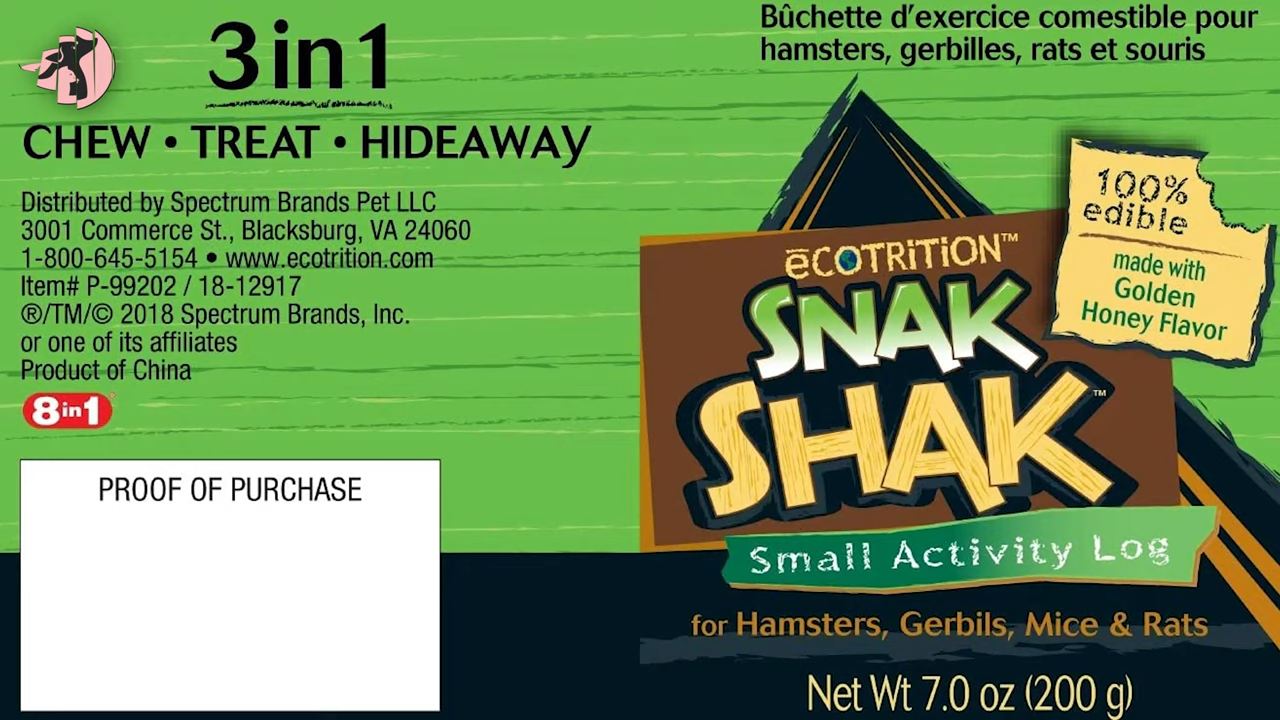 3in1
CHEW • TREAT • HIDEAWAY
Distributed by Spectrum Brands Pet LLC
3001 Commerce St., Blacksburg, VA 24060
1-800-645-5154 • www.ecotrition.com
Item# P-99202 / 18-12917
®/TM/© 2018 Spectrum Brands, Inc.
or one of its affiliates
Product of China
8in1
PROOF OF PURCHASE
Bûchette d'exercice comestible pour
hamsters, gerbilles, rats et souris
100%
edible
made with
Golden
Honey Flavor
ēCOTRiTiON™
SNAK
SHAK™
Small Activity Log
for Hamsters, Gerbils, Mice & Rats
Net Wt 7.0 oz (200 g)